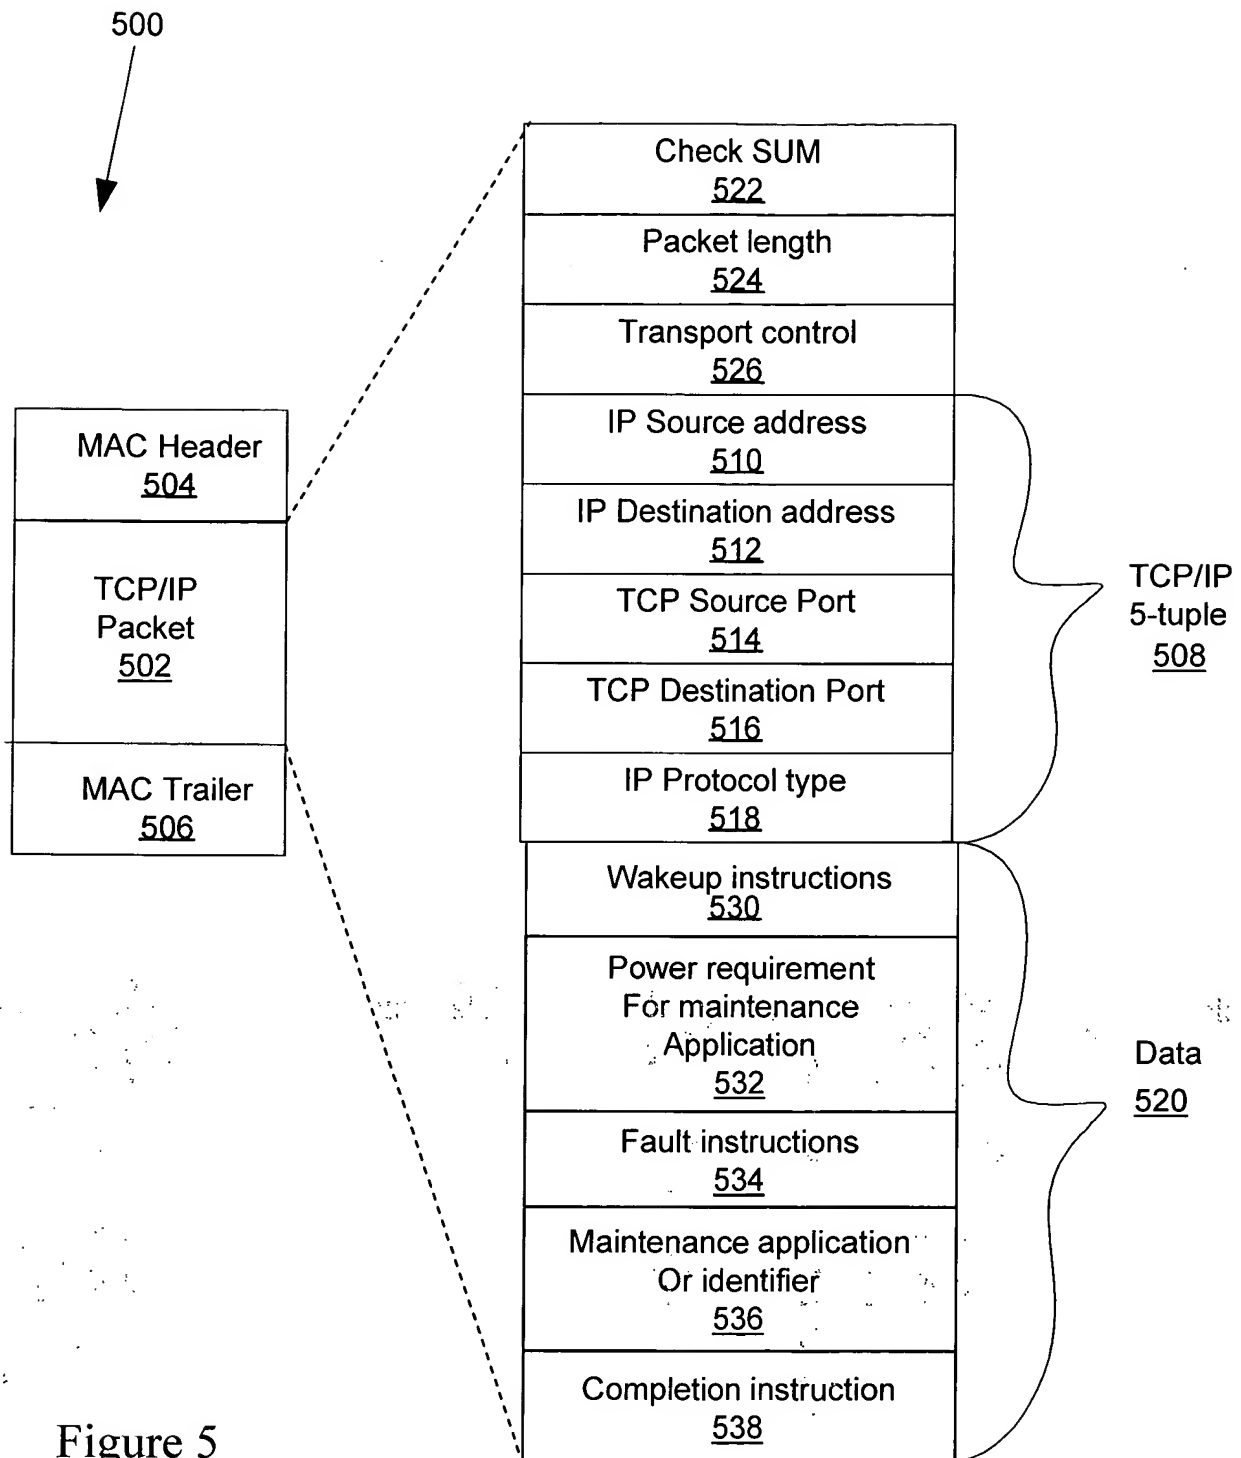 500
MAC Header
504
TCP/IP
Packet
502
MAC Trailer
506
Check SUM
522
Packet length
524
Transport control
526
IP Source address
510
IP Destination address
512
TCP Source Port
514
TCP Destination Port
516
IP Protocol type
518
TCP/IP
5-tuple
508
Wakeup instructions
530
Power requirement
For maintenance
Application
532
Fault instructions
534
Maintenance application
Or identifier
536
Completion instruction
538
Data
520
Figure 5